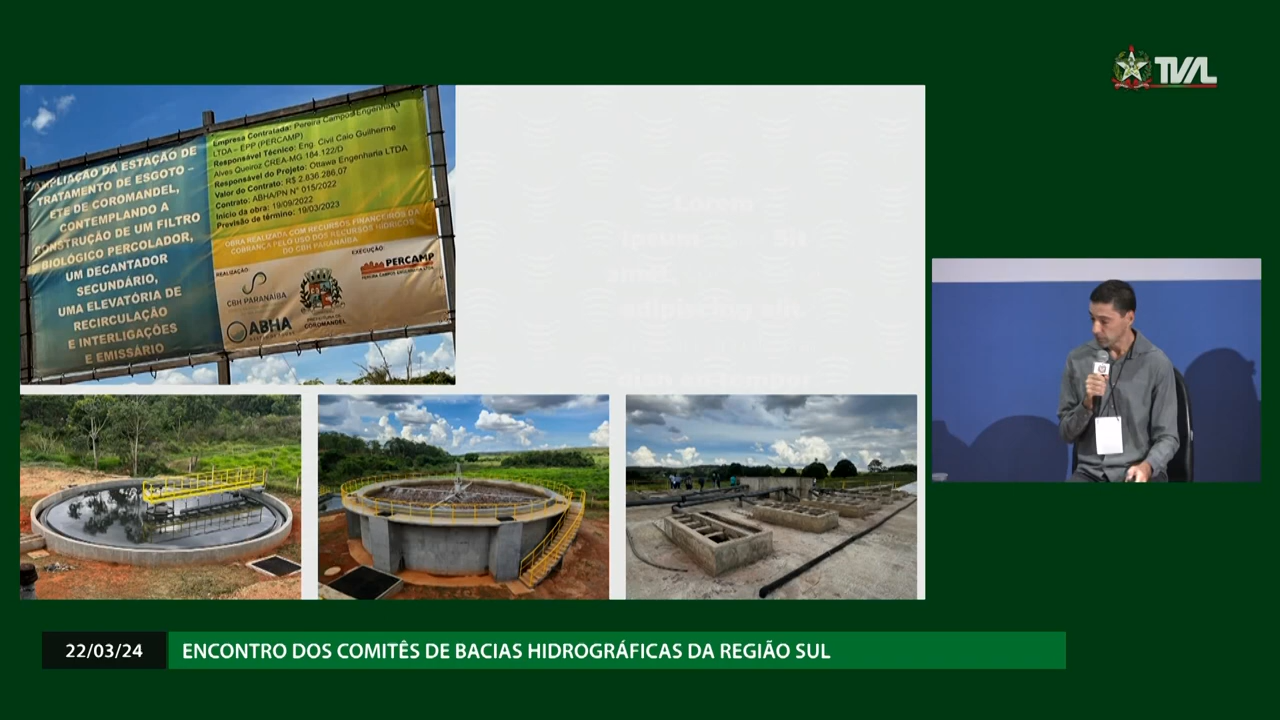 TVAL
AMPLIAÇÃO DA ESTAÇÃO DE
TRATAMENTO DE ESGOTO –
ETE DE COROMANDEL,
CONTEMPLANDO A
CONSTRUÇÃO DE UM FILTRO
BIOLÓGICO PERCOLADOR,
UM DECANTADOR
SECUNDÁRIO,
UMA ELEVATÓRIA DE
RECIRCULAÇÃO
E INTERLIGAÇÕES
E EMISSÁRIO
Empresa Contratada: Pereira Campos Engenharia
LTDA – EPP (PERCAMP)
Responsável Técnico: Eng. Civil Caio Guilherme
Alves Queiroz CREA-MG 184.122/D
Responsável do Projeto: Ottawa Engenharia LTDA
Valor do Contrato: R$ 2.836.286,07
Contrato: ABHA/PN N° 015/2022
Início da obra: 19/09/2022
Previsão de término: 19/03/2023
OBRA REALIZADA COM RECURSOS FINANCEIROS DA
COBRANÇA PELO USO DOS RECURSOS HÍDRICOS
DO CBH PARANAÍBA
REALIZAÇÃO:
EXECUÇÃO:
CBH PARANAÍBA
PERCAMP
PEREIRA CAMPOS ENGENHARIA LTDA
ABHA
PREFEITURA DE
COROMANDEL
22/03/24
ENCONTRO DOS COMITÊS DE BACIAS HIDROGRÁFICAS DA REGIÃO SUL